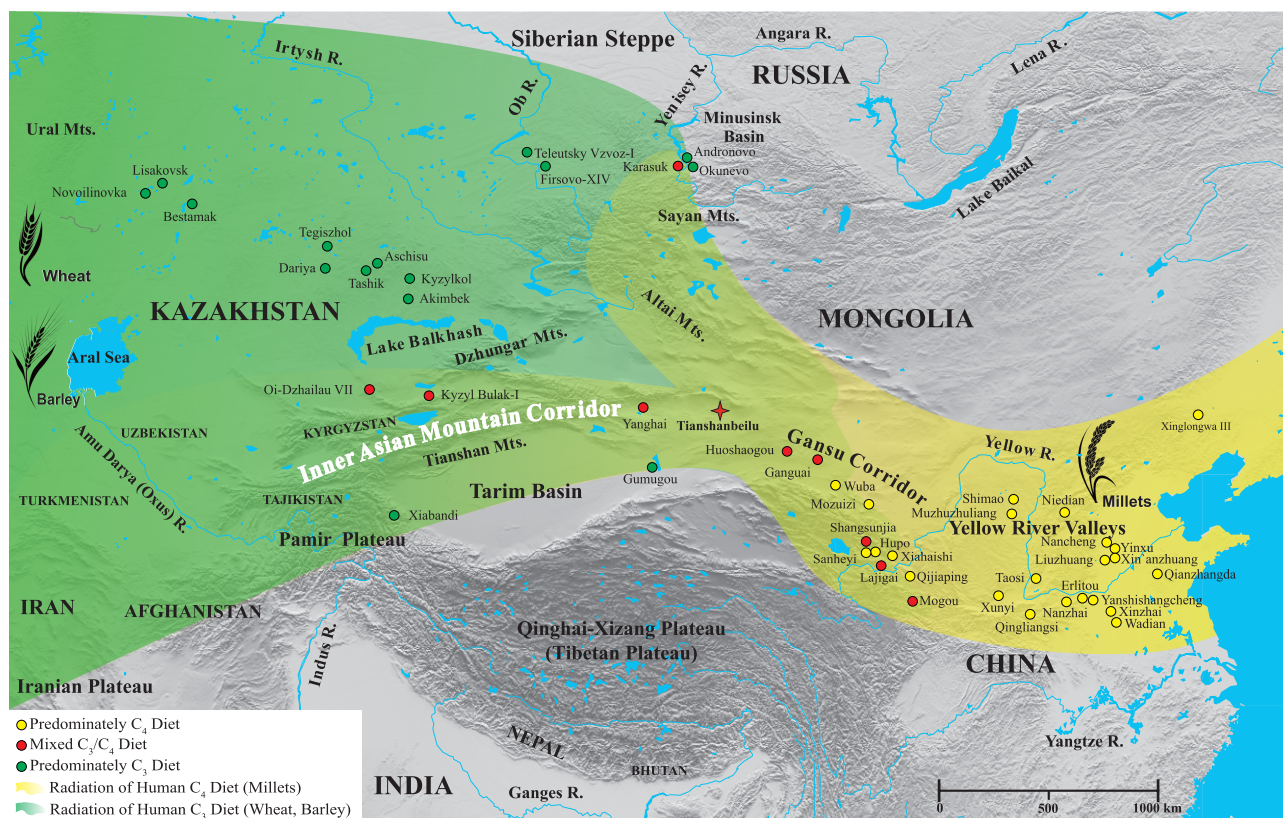 Siberian Steppe
Angara R.
Lena R.
Irtysh R.
RUSSIA
Ob R.
Yenisey R.
Ural Mts.
Minusinsk
Basin
Teleutsky Vzvoz-I
Andronovo
Lisakovsk
Firsovo-XIV
Karasuk
Okunevo
Lake Baikal
Novoilinovka
Bestamak
Sayan Mts.
Tegiszhol
Aschisu
Wheat
Dariya
Tashik
Kyzylkol
Akimbek
KAZAKHSTAN
Altai Mts.
MONGOLIA
Lake Balkhash
Dzhungar Mts.
Aral Sea
Oi-Dzhailau VII
Kyzyl Bulak-I
Barley
Inner Asian Mountain Corridor
Yanghai
Tianshanbeilu
Xinglongwa III
UZBEKISTAN
KYRGYZSTAN
Tianshan Mts.
Huoshaogou
Gansu Corridor
Yellow R.
Amu Darya (Oxus) R.
Ganguai
Gumugou
TURKMENISTAN
TAJIKISTAN
Tarim Basin
Wuba
Shimao
Niedian
Millets
Mozuizi
Muzhuzhuliang
Xiabandi
Yellow River Valleys
Pamir Plateau
Shangsunjia
Hupo
Nancheng
Yinxu
Sanheyi
Xiahaishi
Liuzhuang
Xin'anzhuang
Lajigai
Qijiaping
Taosi
Erlitou
Qianzhangda
IRAN
AFGHANISTAN
Mogou
Xunyi
Nanzhai
Yanshishangcheng
Xinzhai
Qingliangsi
Wadian
Indus R.
Qinghai-Xizang Plateau
(Tibetan Plateau)
CHINA
Iranian Plateau
Predominately C4 Diet
Mixed C3/C4 Diet
Predominately C3 Diet
Radiation of Human C4 Diet (Millets)
Radiation of Human C3 Diet (Wheat, Barley)
NEPAL
BHUTAN
Yangtze R.
INDIA
Ganges R.
0 500 1000 km